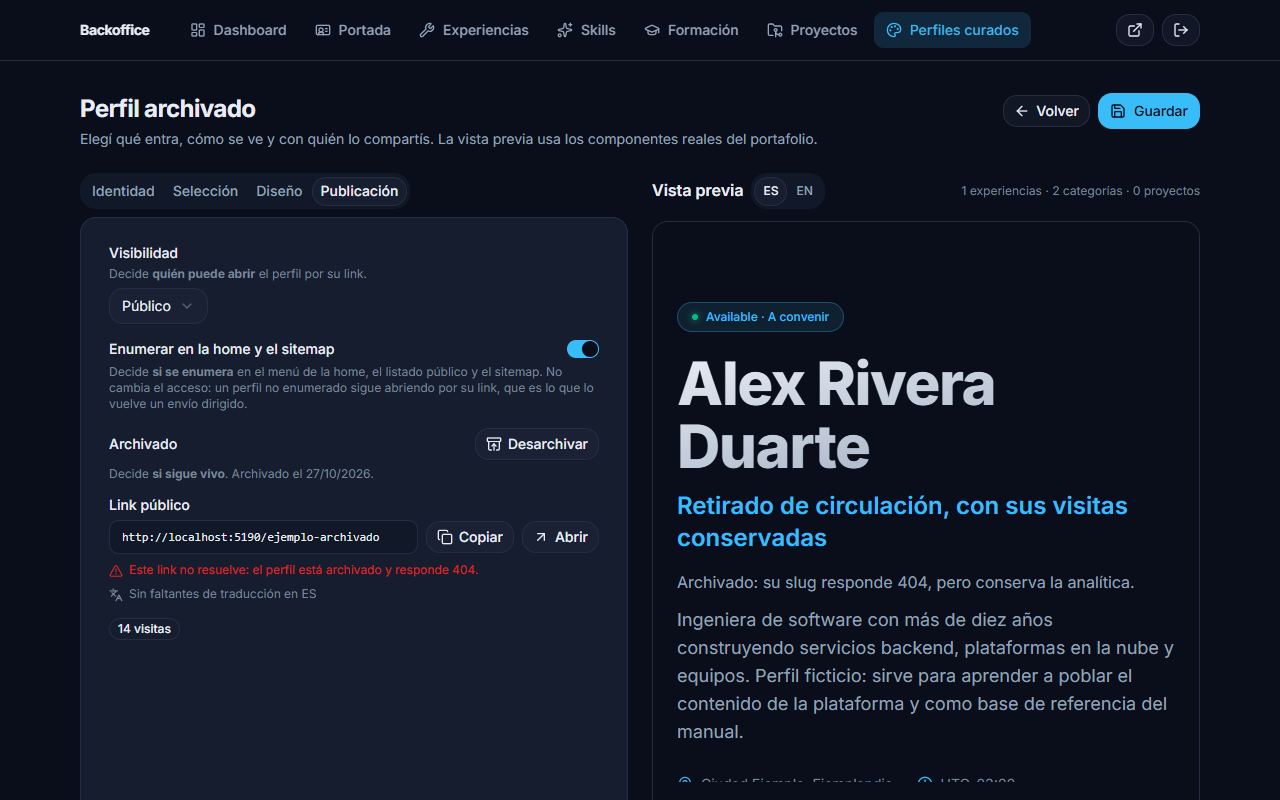 Backoffice
Dashboard
Portada
Experiencias
Skills
Formación
Proyectos
Perfiles curados
Perfil archivado
Elegí qué entra, cómo se ve y con quién lo compartís. La vista previa usa los componentes reales del portafolio.
Volver
Guardar
Identidad
Selección
Diseño
Publicación
Visibilidad
Decide quién puede abrir el perfil por su link.
Público
Enumerar en la home y el sitemap
Decide si se enumera en el menú de la home, el listado público y el sitemap. No
cambia el acceso: un perfil no enumerado sigue abriendo por su link, que es lo que lo
vuelve un envío dirigido.
Archivado
Desarchivar
Decide si sigue vivo. Archivado el 27/10/2026.
Link público
http://localhost:5190/ejemplo-archivado
Copiar
Abrir
Este link no resuelve: el perfil está archivado y responde 404.
Sin faltantes de traducción en ES
14 visitas
Vista previa
ES
EN
1 experiencias · 2 categorías · 0 proyectos
Available · A convenir
Alex Rivera
Duarte
Retirado de circulación, con sus visitas
conservadas
Archivado: su slug responde 404, pero conserva la analítica.
Ingeniera de software con más de diez años
construyendo servicios backend, plataformas en la nube y
equipos. Perfil ficticio: sirve para aprender a poblar el
contenido de la plataforma y como base de referencia del
manual.